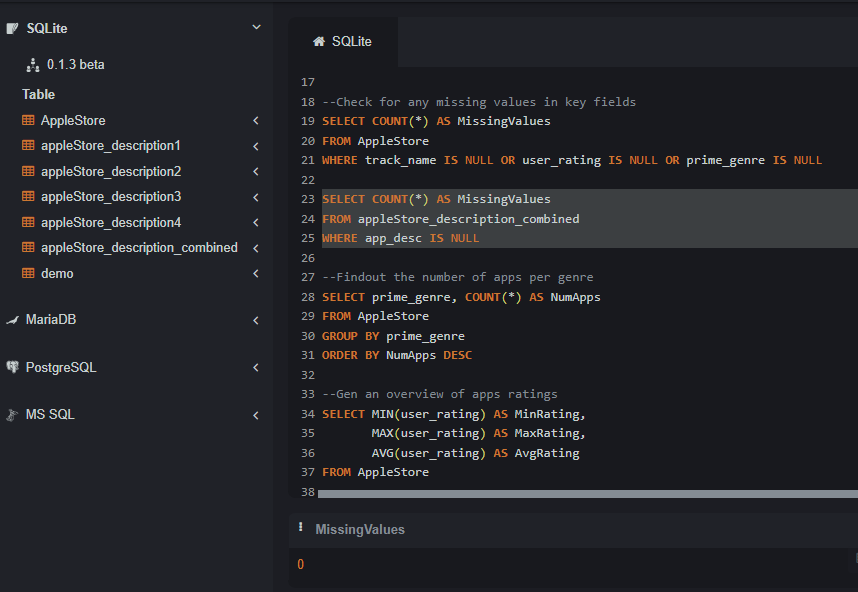 SQLite
0.1.3 beta
Table
AppleStore
appleStore_description1
appleStore_description2
appleStore_description3
appleStore_description4
appleStore_description_combined
demo
MariaDB
PostgreSQL
MS SQL
SQLite
17
18 --Check for any missing values in key fields
19 SELECT COUNT(*) AS MissingValues
20 FROM AppleStore
21 WHERE track_name IS NULL OR user_rating IS NULL OR prime_genre IS NULL
22
23 SELECT COUNT(*) AS MissingValues
24 FROM appleStore_description_combined
25 WHERE app_desc IS NULL
26
27 --Findout the number of apps per genre
28 SELECT prime_genre, COUNT(*) AS NumApps
29 FROM AppleStore
30 GROUP BY prime_genre
31 ORDER BY NumApps DESC
32
33 --Gen an overview of apps ratings
34 SELECT MIN(user_rating) AS MinRating,
35 MAX(user_rating) AS MaxRating,
36 AVG(user_rating) AS AvgRating
37 FROM AppleStore
38
MissingValues
0